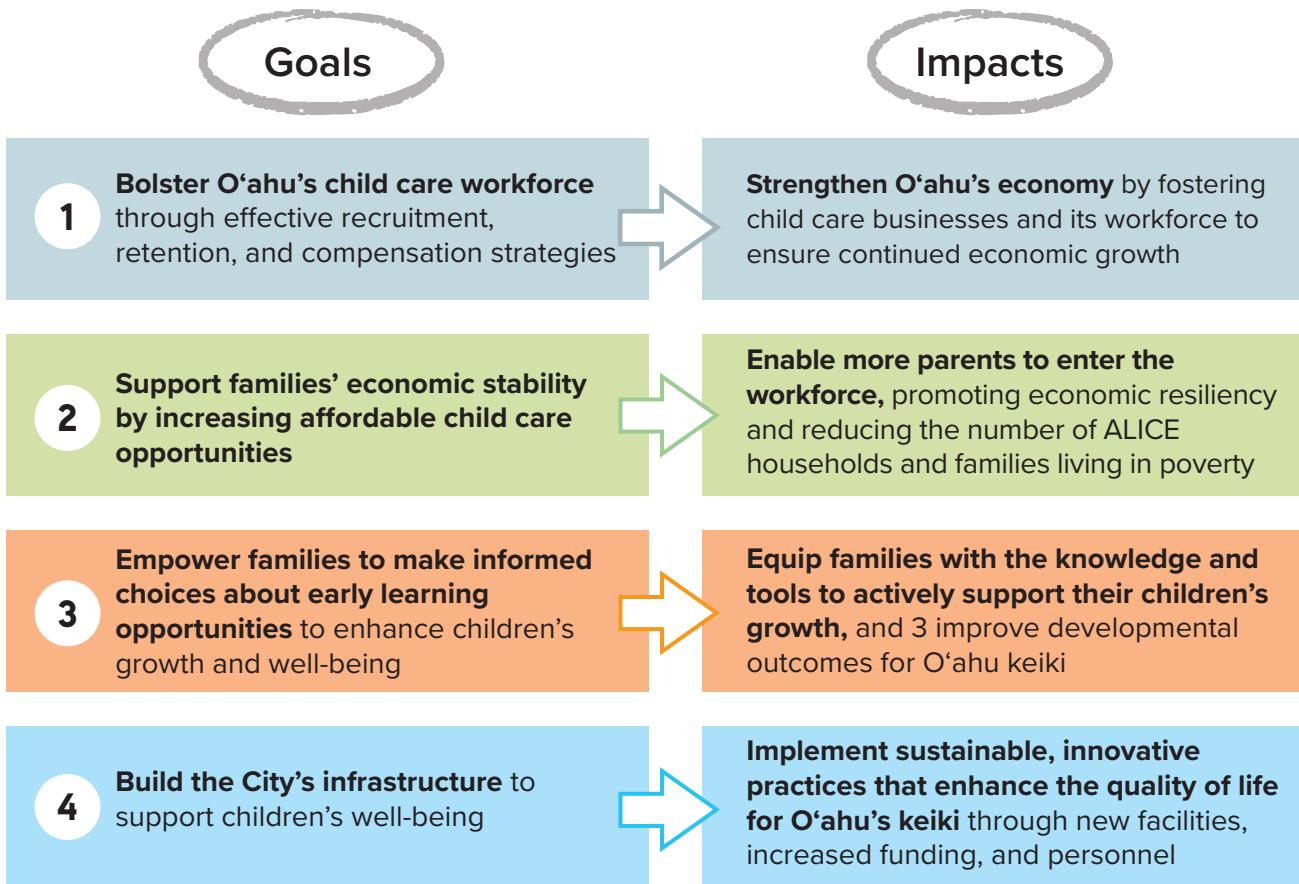 Goals
Impacts
1
Bolster Oʻahu’s child care workforce
through effective recruitment,
retention, and compensation strategies
Strengthen Oʻahu’s economy by fostering
child care businesses and its workforce to
ensure continued economic growth
2
Support families’ economic stability
by increasing affordable child care
opportunities
Enable more parents to enter the
workforce, promoting economic resiliency
and reducing the number of ALICE
households and families living in poverty
3
Empower families to make informed
choices about early learning
opportunities to enhance children’s
growth and well-being
Equip families with the knowledge and
tools to actively support their children’s
growth, and 3 improve developmental
outcomes for Oʻahu keiki
4
Build the City’s infrastructure to
support children’s well-being
Implement sustainable, innovative
practices that enhance the quality of life
for Oʻahu’s keiki through new facilities,
increased funding, and personnel